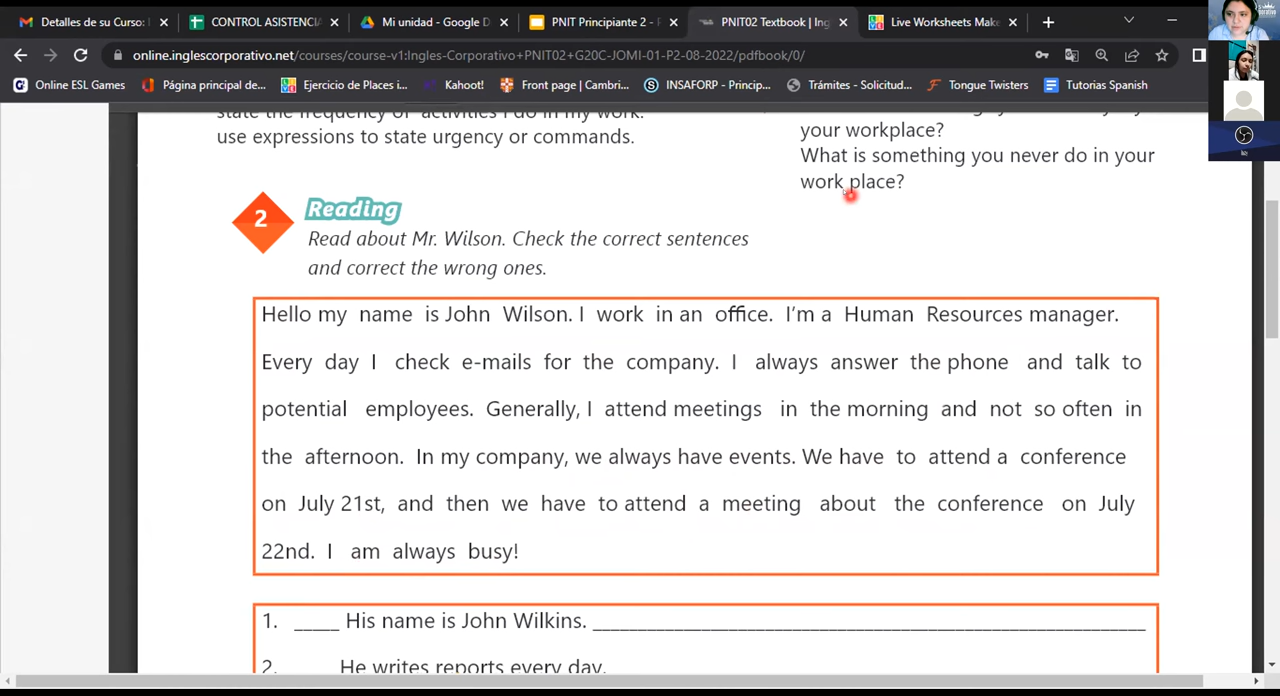 Detalles de su Curso:
CONTROL ASISTENCIA
Mi unidad - Google D
PNIT Principiante 2 - P
PNIT02 Textbook | Ing
Live Worksheets Make
online.inglescorporativo.net/courses/course-v1:Ingles-Corporativo+PNIT02+G20C-JOMI-01-P2-08-2022/pdfbook/0/
Online ESL Games
Página principal de...
Ejercicio de Places i...
Kahoot!
Front page | Cambri...
INSAFORP - Princip...
Trámites - Solicitud...
Tongue Twisters
Tutorias Spanish
state the frequency of activities I do in my work.
use expressions to state urgency or commands.
your workplace?
What is something you never do in your
work place?
2
Reading
Read about Mr. Wilson. Check the correct sentences
and correct the wrong ones.
Hello my name is John Wilson. I work in an office. I'm a Human Resources manager.
Every day I check e-mails for the company. I always answer the phone and talk to
potential employees. Generally, I attend meetings in the morning and not so often in
the afternoon. In my company, we always have events. We have to attend a conference
on July 21st, and then we have to attend a meeting about the conference on July
22nd. I am always busy!
1. _____ His name is John Wilkins. ____________________________________________________
2. He writes reports every day.